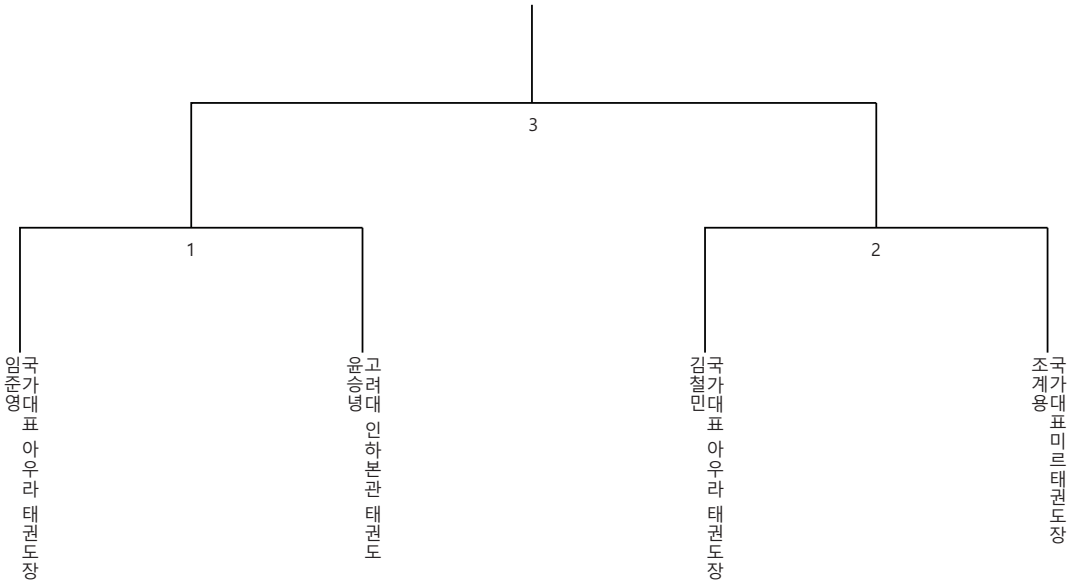 3
1
2
국가대표 아우라 태권도장
임준영
고려대 인하본관 태권도
윤승녕
국가대표 아우라 태권도장
김철민
국가대표미르태권도장
조계용